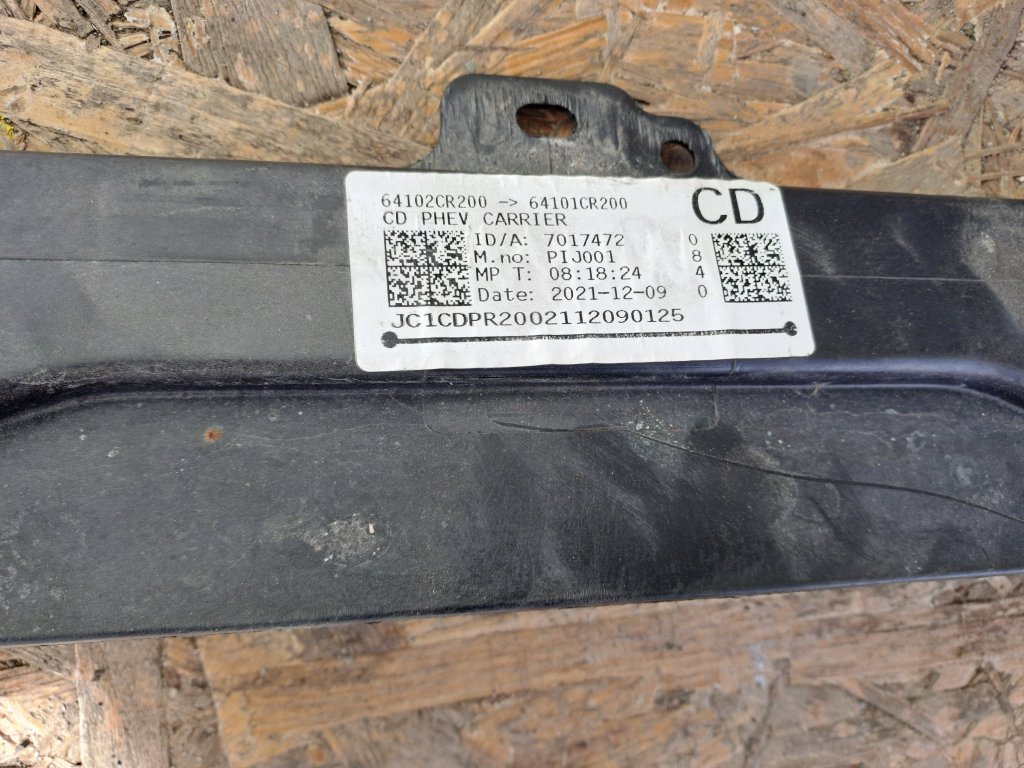 64102CR200 -> 64101CR200
CD
CD PHEV CARRIER
ID/A: 7017472 0
M.no: PIJ001 8
MP T: 08:18:24 4
Date: 2021-12-09 0
JC1CDPR2002112090125